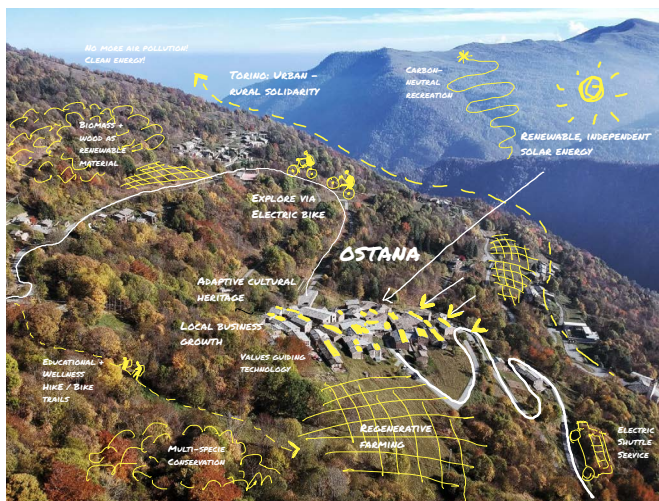 No more air pollution!
Clean energy!
Torino: Urban –
rural solidarity
Carbon-
neutral
recreation
Biomass +
wood as
renewable
material
Renewable, independent
solar energy
Explore via
Electric bike
OSTANA
Adaptive cultural
heritage
Local business
growth
Values guiding
technology
Educational +
Wellness
Hike / Bike
trails
Regenerative
farming
Multi-specie
Conservation
Electric
Shuttle
Service